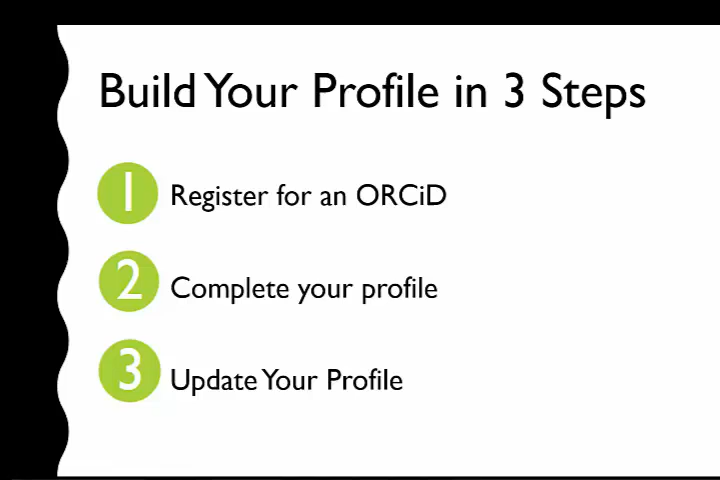 Build Your Profile in 3 Steps
1 Register for an ORCiD
2 Complete your profile
3 Update Your Profile